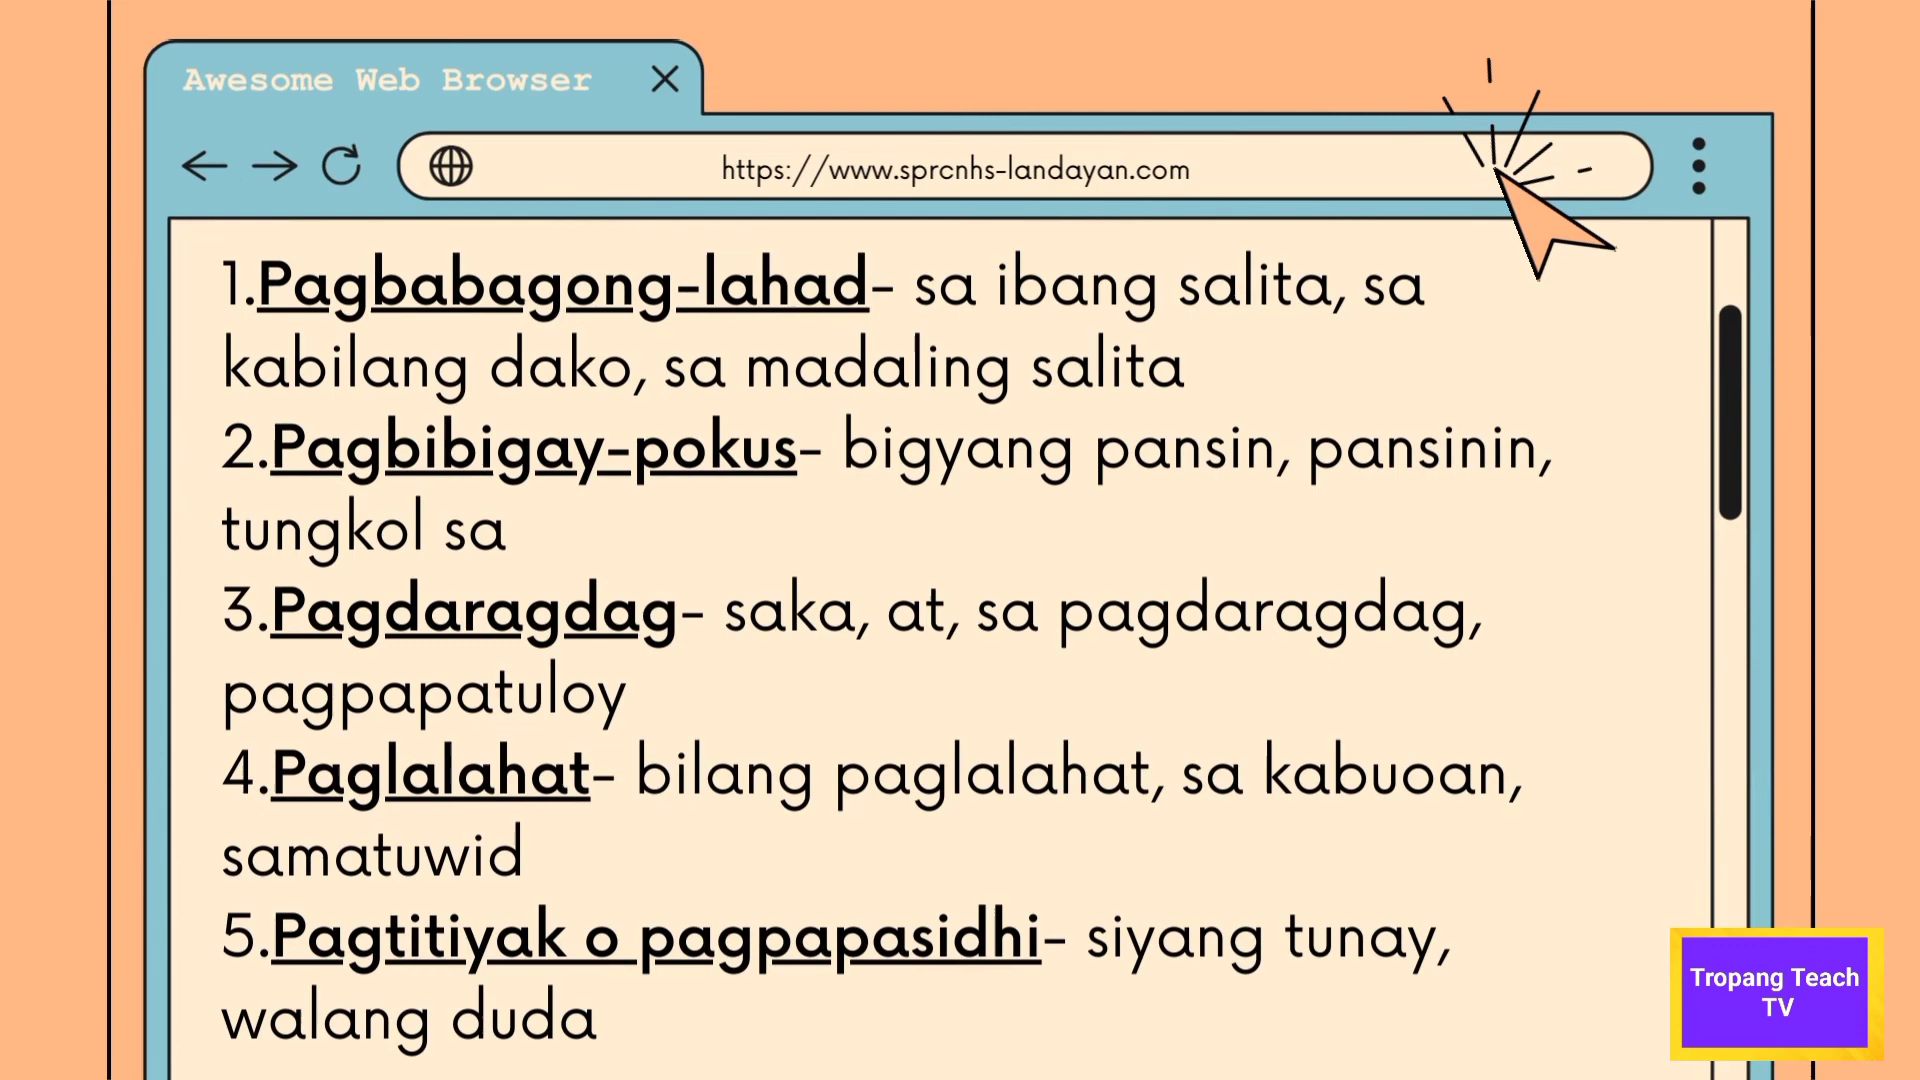 Awesome Web Browser
https://www.sprcnhs-landayan.com
1.Pagbabagong-lahad- sa ibang salita, sa
kabilang dako, sa madaling salita
2.Pagbibigay-pokus- bigyang pansin, pansinin,
tungkol sa
3.Pagdaragdag- saka, at, sa pagdaragdag,
pagpapatuloy
4.Paglalahat- bilang paglalahat, sa kabuoan,
samatuwid
5.Pagtitiyak o pagpapasidhi- siyang tunay,
walang duda
Tropang Teach
TV